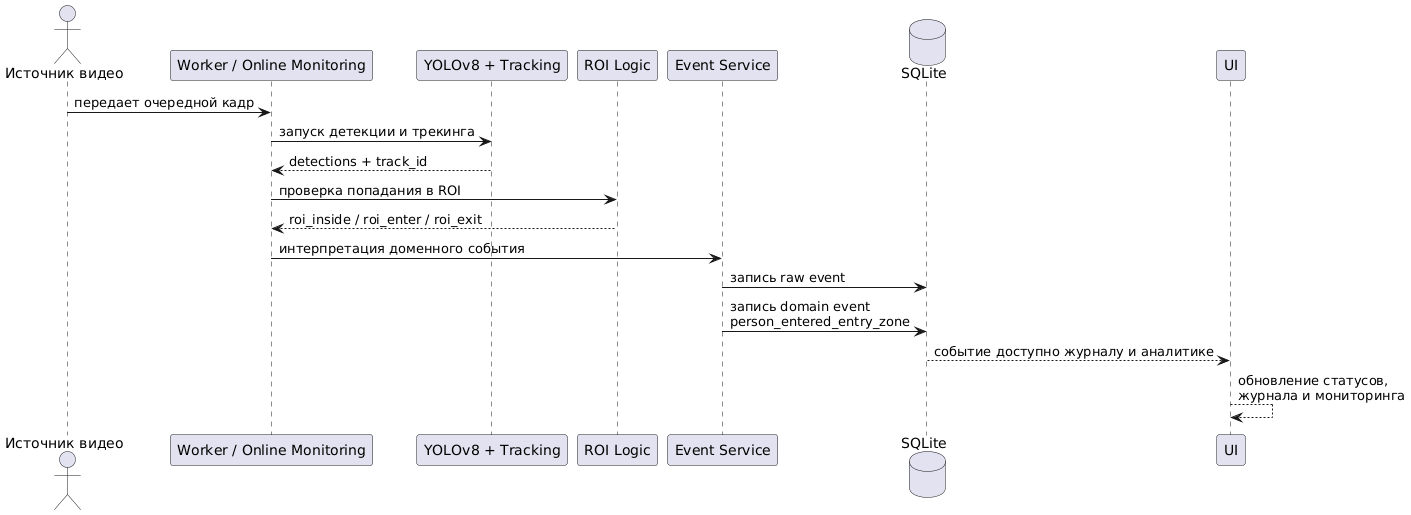 Источник видео
Worker / Online Monitoring
YOLOv8 + Tracking
ROI Logic
Event Service
SQLite
UI
передает очередной кадр
запуск детекции и трекинга
detections + track_id
проверка попадания в ROI
roi_inside / roi_enter / roi_exit
интерпретация доменного события
запись raw event
запись domain event
person_entered_entry_zone
событие доступно журналу и аналитике
обновление статусов,
журнала и мониторинга
Источник видео
Worker / Online Monitoring
YOLOv8 + Tracking
ROI Logic
Event Service
SQLite
UI